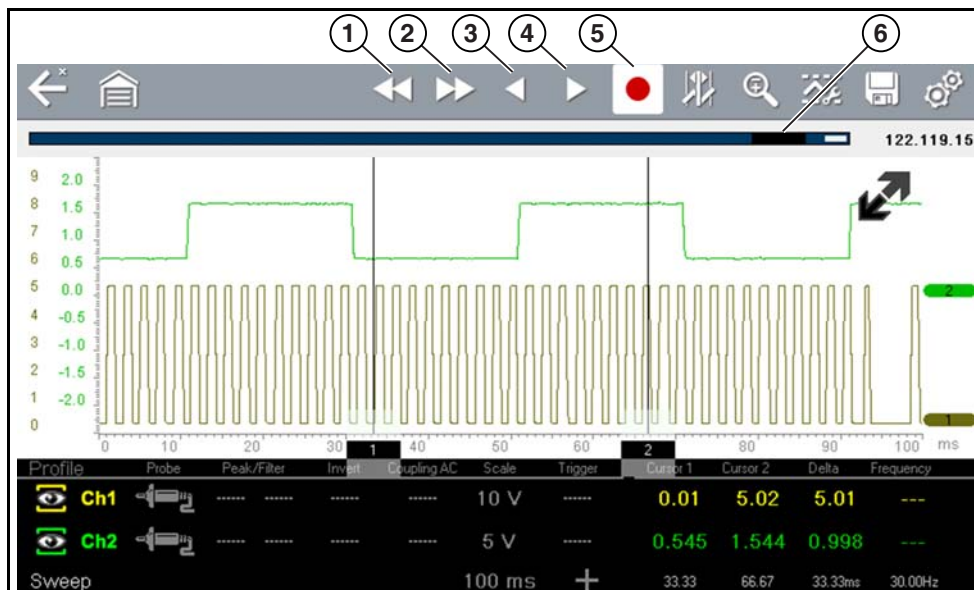 1 2 3 4 5 6
122.119.15
9 2.0
8 1.5
7 1.0
6 0.5
5 0.0
4 -0.5
3 -1.0
2 -1.5
1 -2.0
0
2
1
0 10 20 30 1 40 50 60 2 80 90 100 ms
Profile Probe Peak/Filter Invert Coupling AC Scale Trigger Cursor 1 Cursor 2 Delta Frequency
Ch1 ------ ------ ------ ------ 10 V ------ 0.01 5.02 5.01 ---
Ch2 ------ ------ ------ ------ 5 V ------ 0.545 1.544 0.998 ---
Sweep 100 ms + 33.33 66.67 33.33ms 30.00Hz